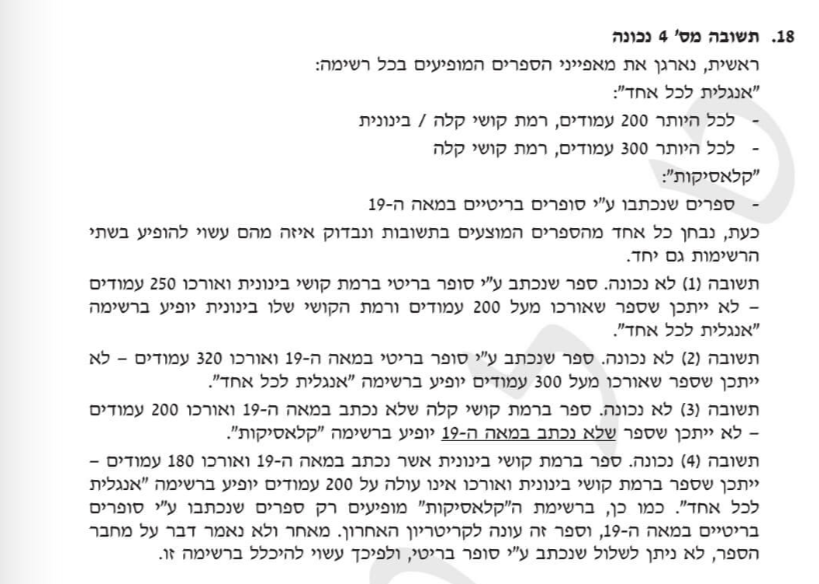 18. תשובה מס' 4 נכונה
ראשית, נארגן את מאפייני הספרים המופיעים בכל רשימה:
"אנגלית לכל אחד":
- לכל היותר 200 עמודים, רמת קושי קלה / בינונית
- לכל היותר 300 עמודים, רמת קושי קלה
"קלאסיקות":
- ספרים שנכתבו ע"י סופרים בריטיים במאה ה-19
כעת, נבחן כל אחד מהספרים המוצעים בתשובות ונבדוק איזה מהם עשוי להופיע בשתי
הרשימות גם יחד.
תשובה (1) לא נכונה. ספר שנכתב ע"י סופר בריטי ברמת קושי בינונית ואורכו 250 עמודים
– לא ייתכן שספר שאורכו מעל 200 עמודים ורמת הקושי שלו בינונית יופיע ברשימה
"אנגלית לכל אחד".
תשובה (2) לא נכונה. ספר שנכתב ע"י סופר בריטי במאה ה-19 ואורכו 320 עמודים – לא
ייתכן שספר שאורכו מעל 300 עמודים יופיע ברשימה "אנגלית לכל אחד".
תשובה (3) לא נכונה. ספר ברמת קושי קלה שלא נכתב במאה ה-19 ואורכו 200 עמודים
– לא ייתכן שספר שלא נכתב במאה ה-19 יופיע ברשימה "קלאסיקות".
תשובה (4) נכונה. ספר ברמת קושי בינונית אשר נכתב במאה ה-19 ואורכו 180 עמודים –
ייתכן שספר ברמת קושי בינונית ואורכו אינו עולה על 200 עמודים יופיע ברשימה "אנגלית
לכל אחד". כמו כן, ברשימת ה"קלאסיקות" מופיעים רק ספרים שנכתבו ע"י סופרים
בריטיים במאה ה-19, וספר זה עונה לקריטריון האחרון. מאחר ולא נאמר דבר על מחבר
הספר, לא ניתן לשלול שנכתב ע"י סופר בריטי, ולפיכך עשוי להיכלל ברשימה זו.